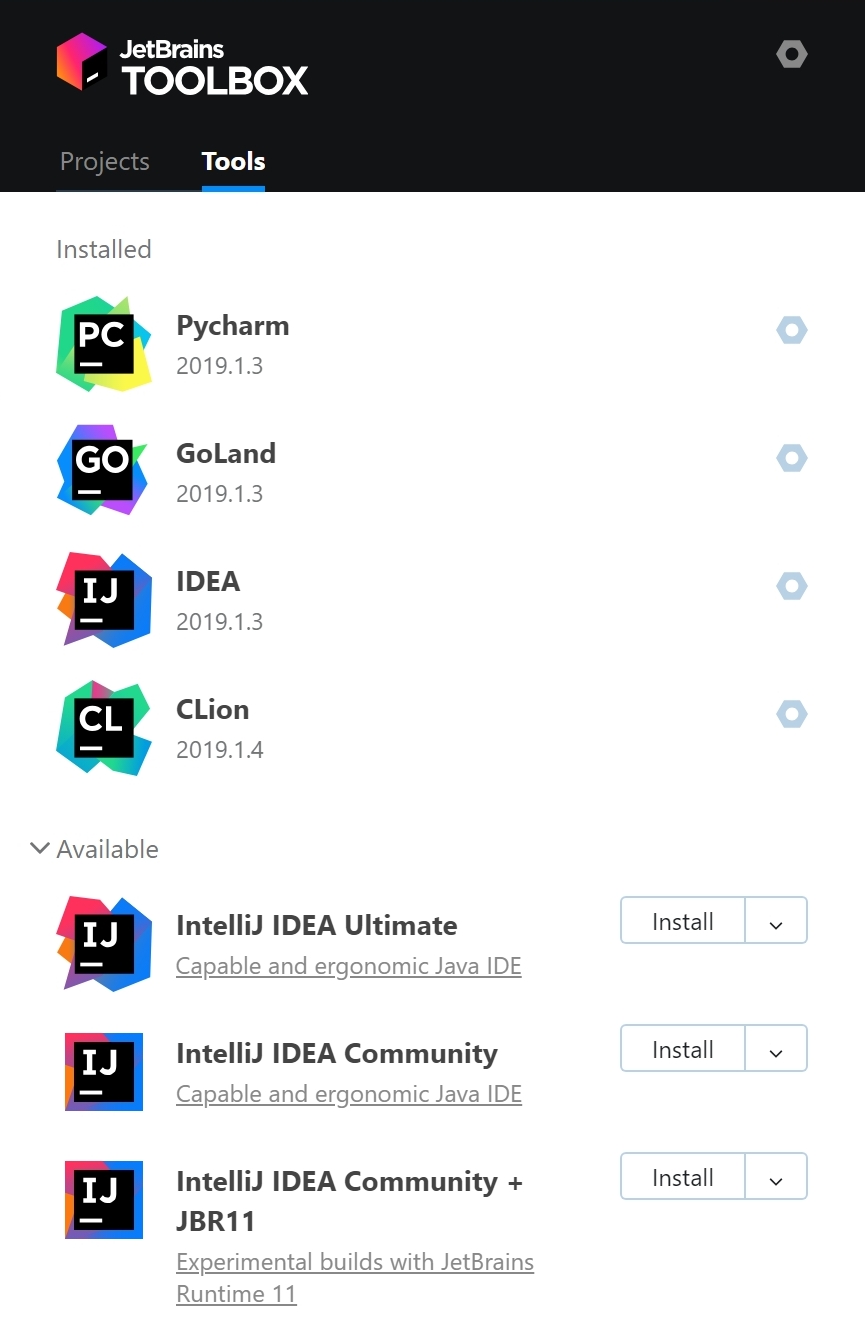 JetBrains
TOOLBOX
Projects Tools
Installed
PC
Pycharm
2019.1.3
GO
GoLand
2019.1.3
IJ
IDEA
2019.1.3
CL
CLion
2019.1.4
Available
IJ
IntelliJ IDEA Ultimate
Capable and ergonomic Java IDE
Install
IJ
IntelliJ IDEA Community
Capable and ergonomic Java IDE
Install
IJ
IntelliJ IDEA Community +
JBR11
Experimental builds with JetBrains
Runtime 11
Install